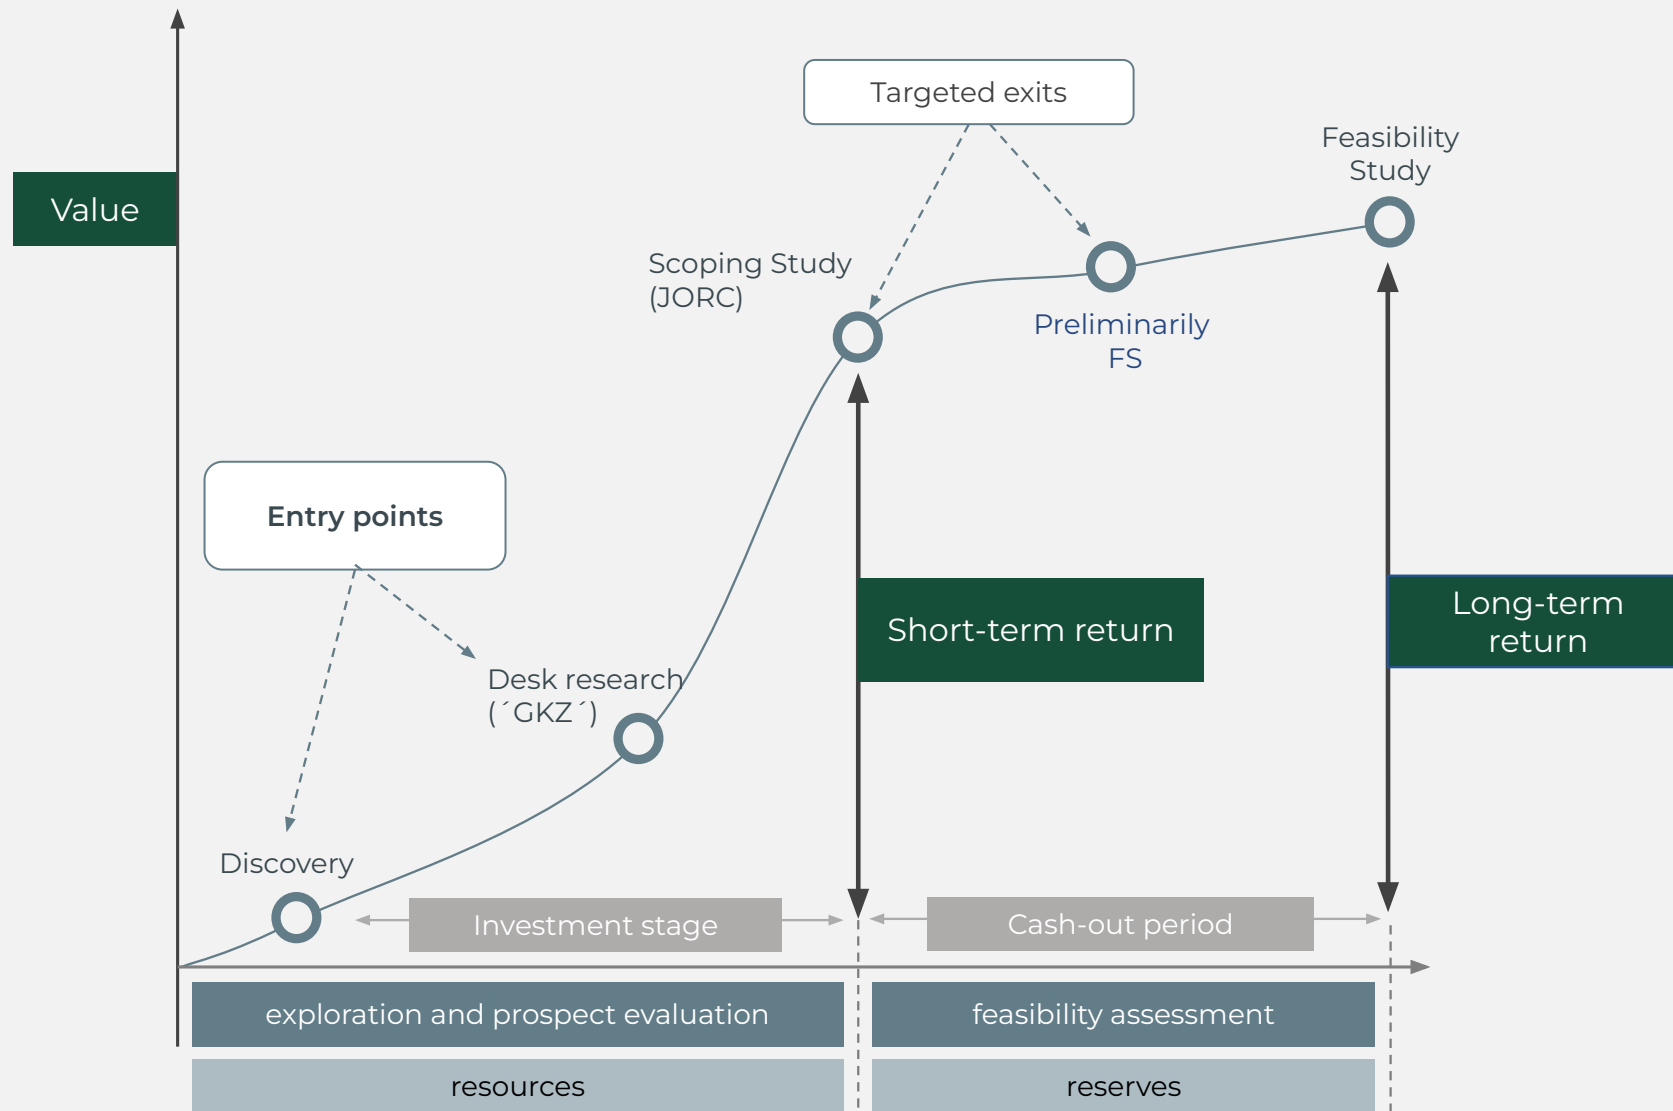 Targeted exits
Feasibility
Study
Value
Scoping Study
(JORC)
Preliminarily
FS
Entry points
Short-term return
Long-term
return
Desk research
(´GKZ´)
Discovery
Investment stage
Cash-out period
exploration and prospect evaluation
feasibility assessment
resources
reserves